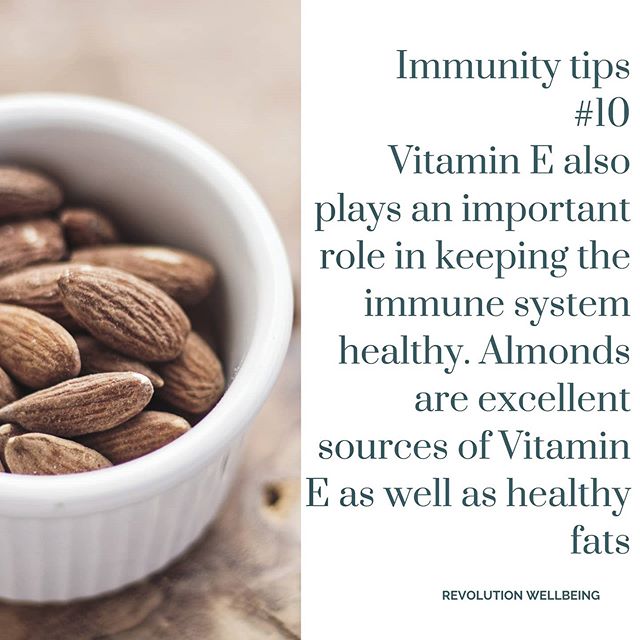 Immunity tips
#10
Vitamin E also
plays an important
role in keeping the
immune system
healthy. Almonds
are excellent
sources of Vitamin
E as well as healthy
fats
REVOLUTION WELLBEING